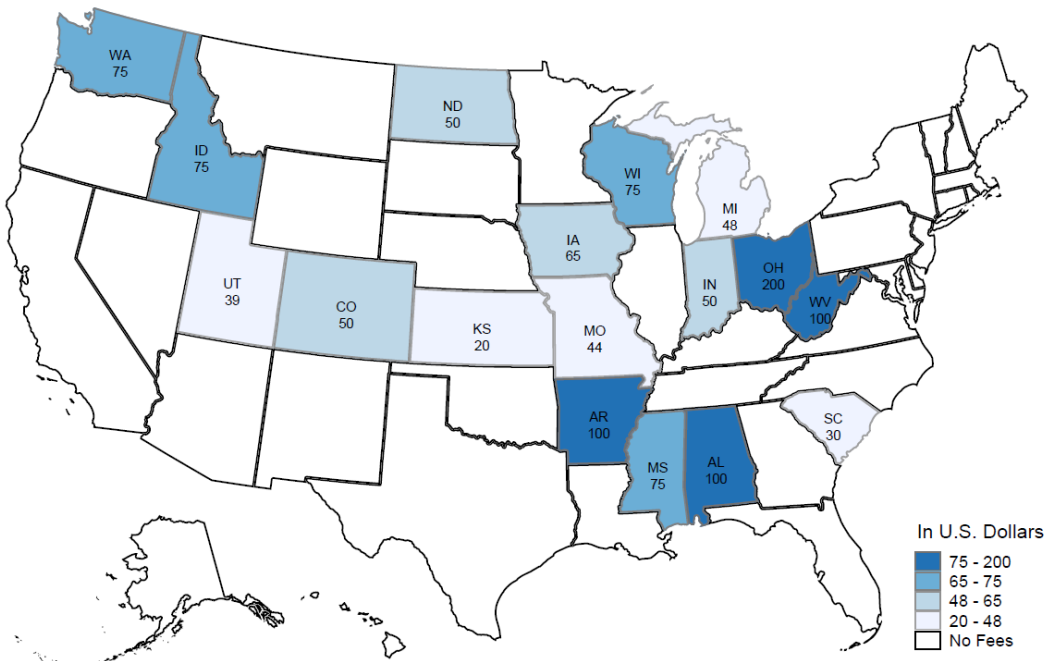 WA
75
ND
50
ID
75
WI
75
MI
48
IA
65
UT
39
CO
50
KS
20
MO
44
IN
50
OH
200
WV
100
AR
100
MS
75
AL
100
SC
30
In U.S. Dollars
75 - 200
65 - 75
48 - 65
20 - 48
No Fees